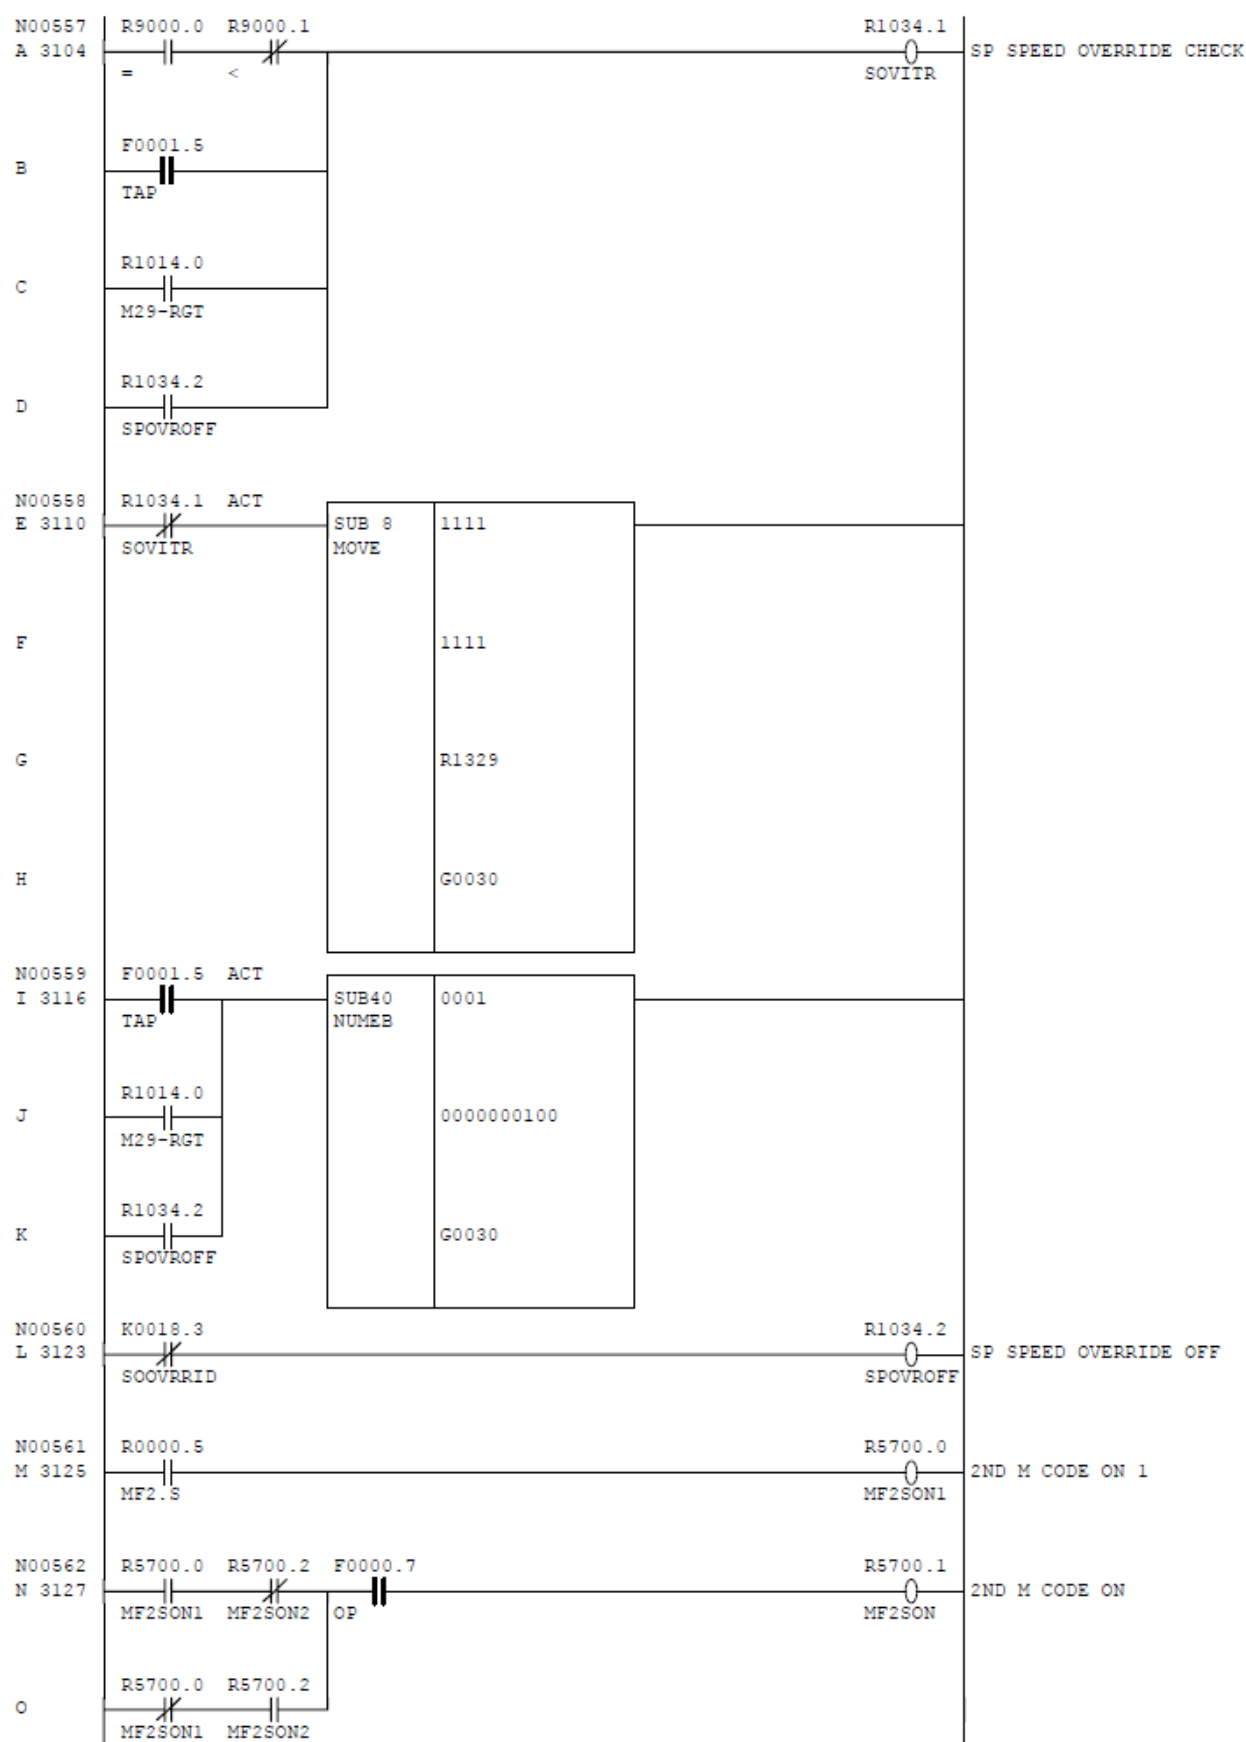 N00557 R9000.0 R9000.1 R1034.1
A 3104 SP SPEED OVERRIDE CHECK
= < SOVITR
F0001.5
B
TAP
R1014.0
C
M29-RGT
R1034.2
D
SPOVROFF
N00558 R1034.1 ACT
E 3110 SUB 8 1111
SOVITR MOVE
F 1111
G R1329
H G0030
N00559 F0001.5 ACT
I 3116 SUB40 0001
TAP NUMEB
R1014.0
J 0000000100
M29-RGT
R1034.2
K G0030
SPOVROFF
N00560 K0018.3 R1034.2
L 3123 SP SPEED OVERRIDE OFF
SOOVRRID SPOVROFF
N00561 R0000.5 R5700.0
M 3125 2ND M CODE ON 1
MF2.S MF2SON1
N00562 R5700.0 R5700.2 F0000.7 R5700.1
N 3127 2ND M CODE ON
MF2SON1 MF2SON2 OP MF2SON
R5700.0 R5700.2
O
MF2SON1 MF2SON2